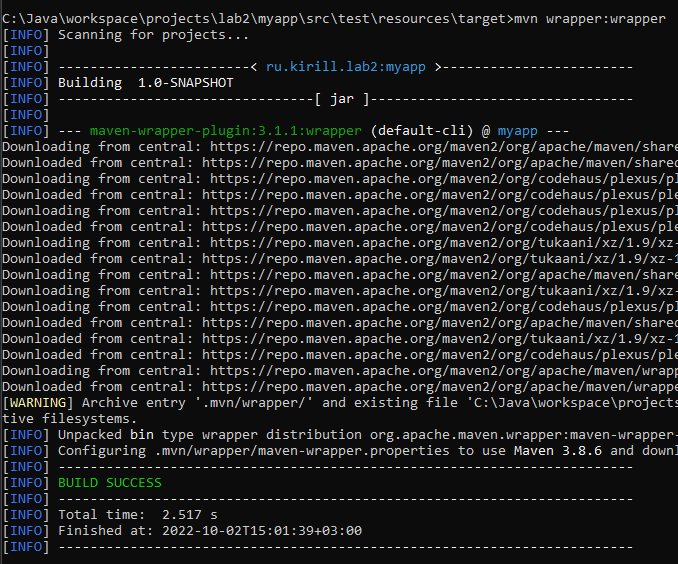 C:\Java\workspace\projects\lab2\myapp\src\test\resources\target>mvn wrapper:wrapper
[INFO] Scanning for projects...
[INFO]
[INFO] ------------------------< ru.kirill.lab2:myapp >------------------------
[INFO] Building  1.0-SNAPSHOT
[INFO] --------------------------------[ jar ]---------------------------------
[INFO]
[INFO] --- maven-wrapper-plugin:3.1.1:wrapper (default-cli) @ myapp ---
Downloading from central: https://repo.maven.apache.org/maven2/org/apache/maven/share
Downloaded from central: https://repo.maven.apache.org/maven2/org/apache/maven/shared
Downloading from central: https://repo.maven.apache.org/maven2/org/codehaus/plexus/pl
Downloaded from central: https://repo.maven.apache.org/maven2/org/codehaus/plexus/ple
Downloading from central: https://repo.maven.apache.org/maven2/org/codehaus/plexus/pl
Downloaded from central: https://repo.maven.apache.org/maven2/org/codehaus/plexus/ple
Downloading from central: https://repo.maven.apache.org/maven2/org/tukaani/xz/1.9/xz-
Downloaded from central: https://repo.maven.apache.org/maven2/org/tukaani/xz/1.9/xz-1
Downloading from central: https://repo.maven.apache.org/maven2/org/apache/maven/share
Downloading from central: https://repo.maven.apache.org/maven2/org/tukaani/xz/1.9/xz-
Downloading from central: https://repo.maven.apache.org/maven2/org/codehaus/plexus/pl
Downloaded from central: https://repo.maven.apache.org/maven2/org/apache/maven/shared
Downloaded from central: https://repo.maven.apache.org/maven2/org/tukaani/xz/1.9/xz-1
Downloaded from central: https://repo.maven.apache.org/maven2/org/codehaus/plexus/ple
Downloading from central: https://repo.maven.apache.org/maven2/org/apache/maven/wrapp
Downloaded from central: https://repo.maven.apache.org/maven2/org/apache/maven/wrappe
[WARNING] Archive entry '.mvn/wrapper/' and existing file 'C:\Java\workspace\projects
tive filesystems.
[INFO] Unpacked bin type wrapper distribution org.apache.maven.wrapper:maven-wrapper-
[INFO] Configuring .mvn/wrapper/maven-wrapper.properties to use Maven 3.8.6 and downl
[INFO] ------------------------------------------------------------------------
[INFO] BUILD SUCCESS
[INFO] ------------------------------------------------------------------------
[INFO] Total time:  2.517 s
[INFO] Finished at: 2022-10-02T15:01:39+03:00
[INFO] ------------------------------------------------------------------------